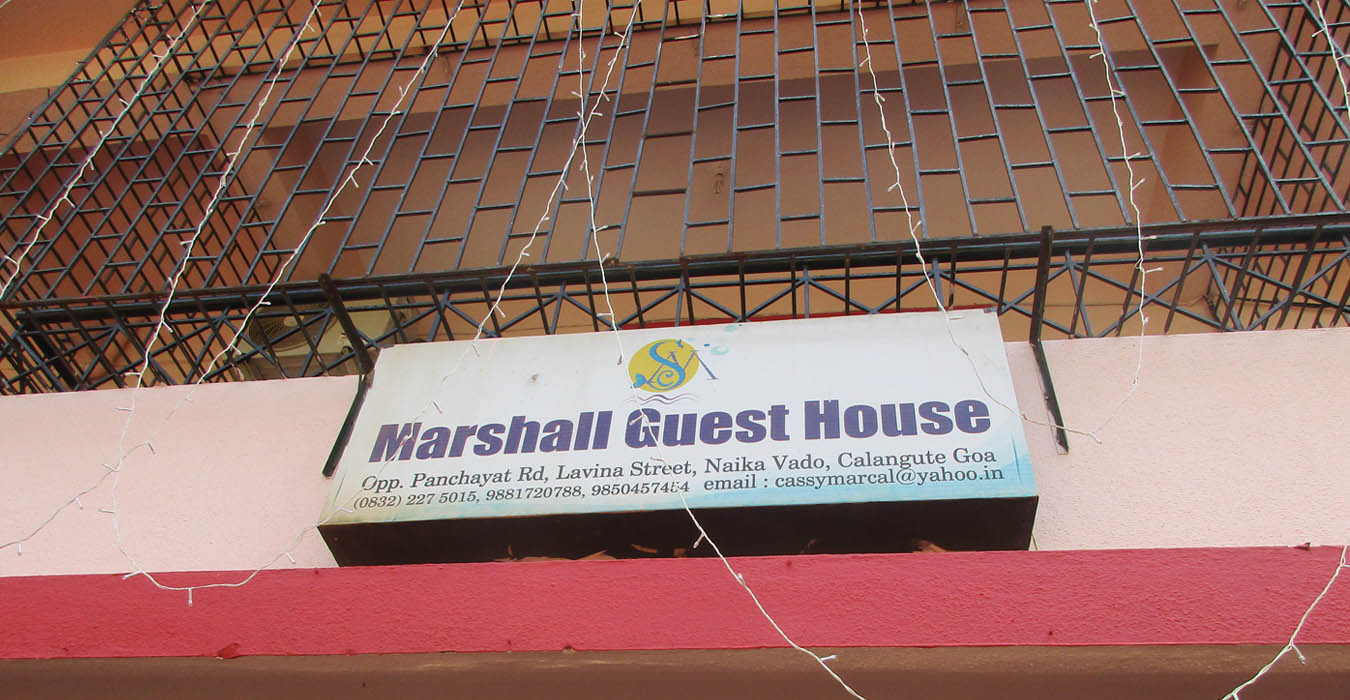 Marshall Guest House
Opp. Panchayat Rd, Lavina Street, Naika Vado, Calangute Goa
(0832) 227 5015, 9881720788, 9850457454 email : cassymarcal@yahoo.in